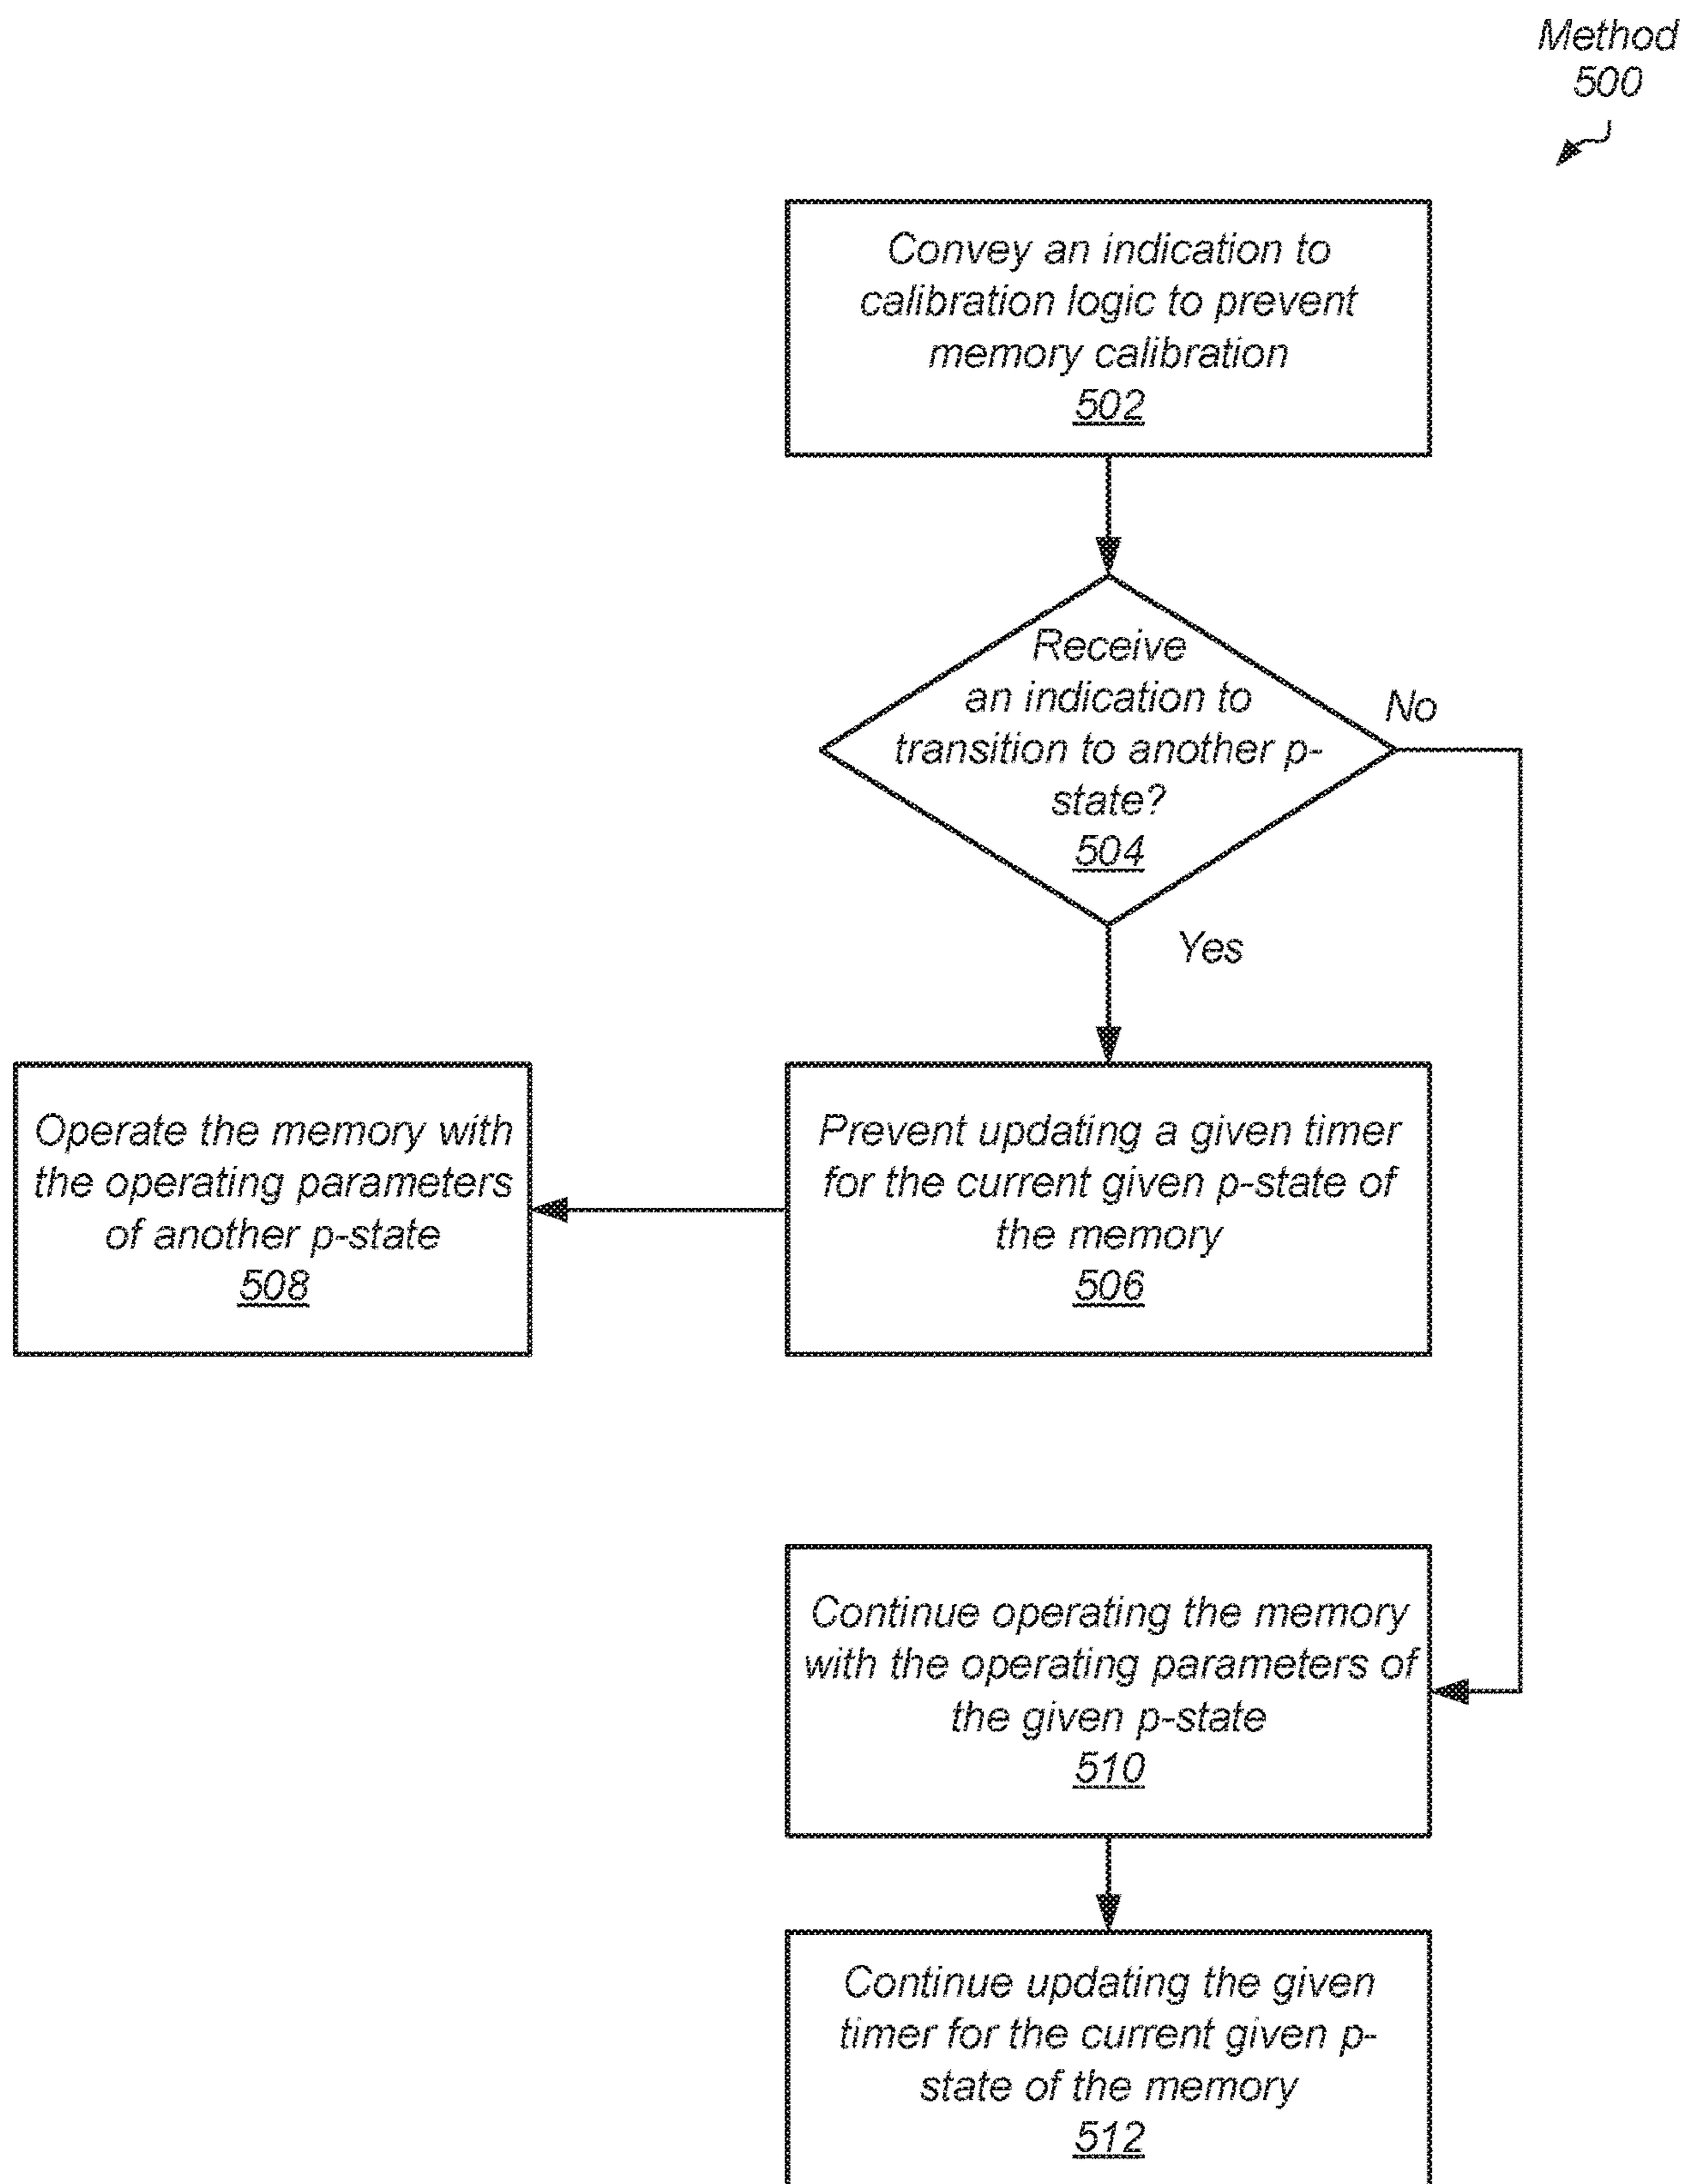 Method
500
Convey an indication to
calibration logic to prevent
memory calibration
502
Receive
an indication to
transition to another p-
state?
504
No
Yes
Operate the memory with
the operating parameters
of another p-state
508
Prevent updating a given timer
for the current given p-state of
the memory
506
Continue operating the memory
with the operating parameters of
the given p-state
510
Continue updating the given
timer for the current given p-
state of the memory
512